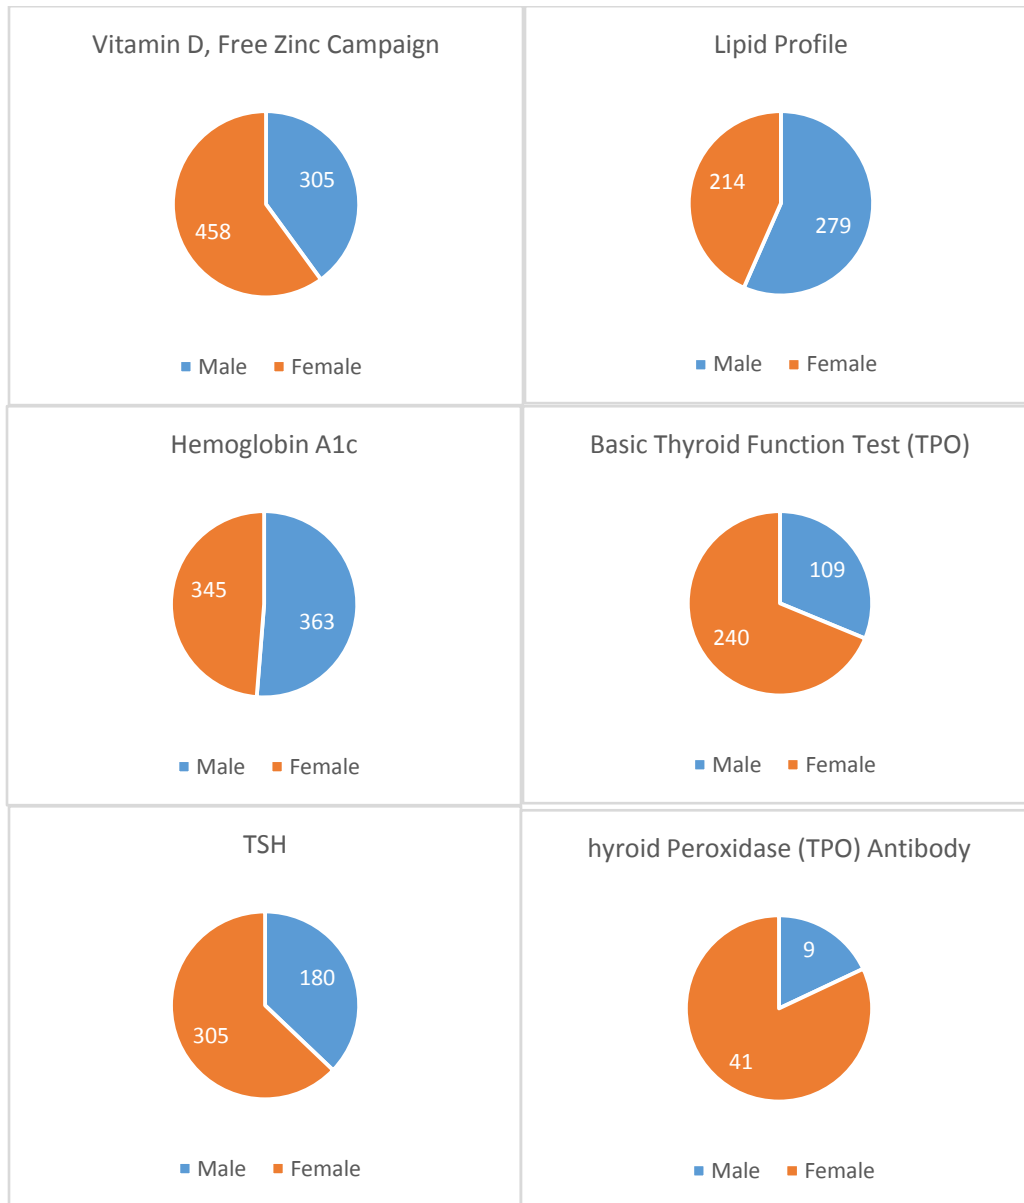 Vitamin D, Free Zinc Campaign
305
458
Male Female
Lipid Profile
214
279
Male Female
Hemoglobin A1c
345
363
Male Female
Basic Thyroid Function Test (TPO)
109
240
Male Female
TSH
180
305
Male Female
hyroid Peroxidase (TPO) Antibody
9
41
Male Female